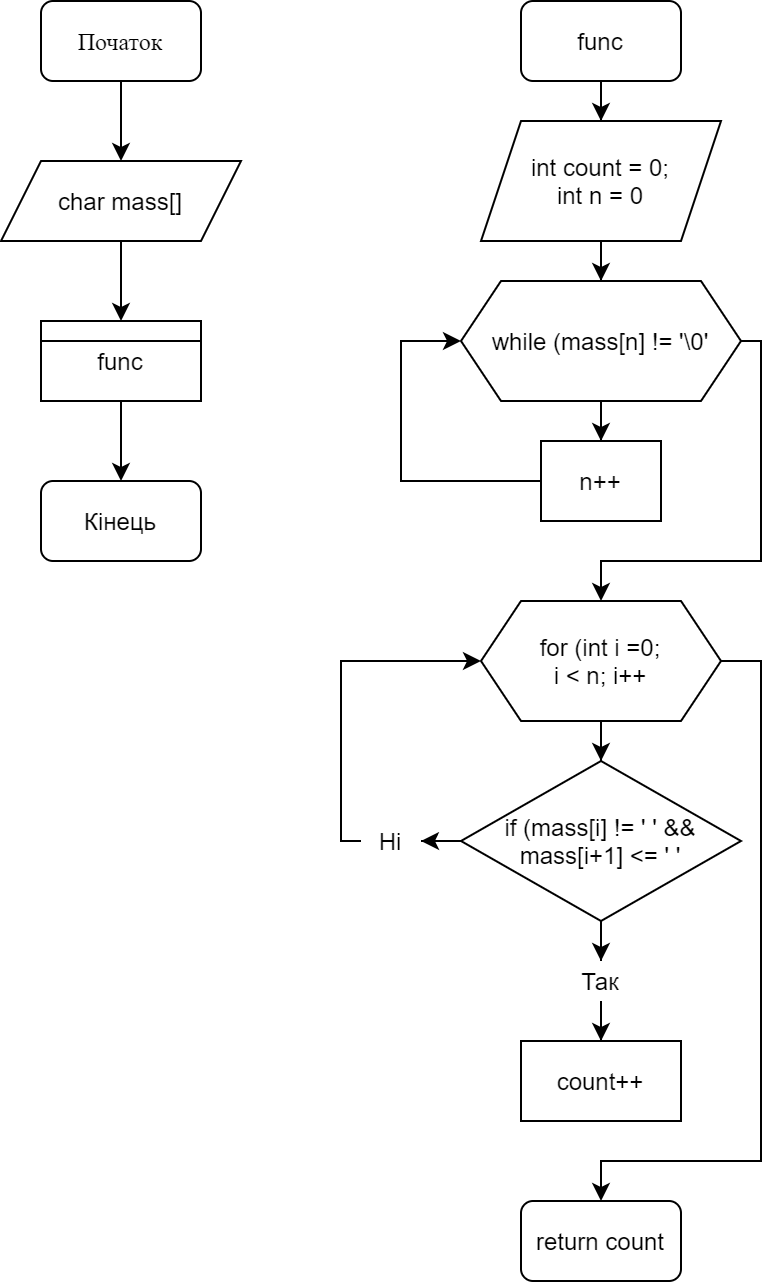 Початок
char mass[]
func
Кінець
func
int count = 0;
int n = 0
while (mass[n] != '\0'
n++
for (int i =0;
i < n; i++
if (mass[i] != ' ' &&
mass[i+1] <= ' '
Ні
Так
count++
return count